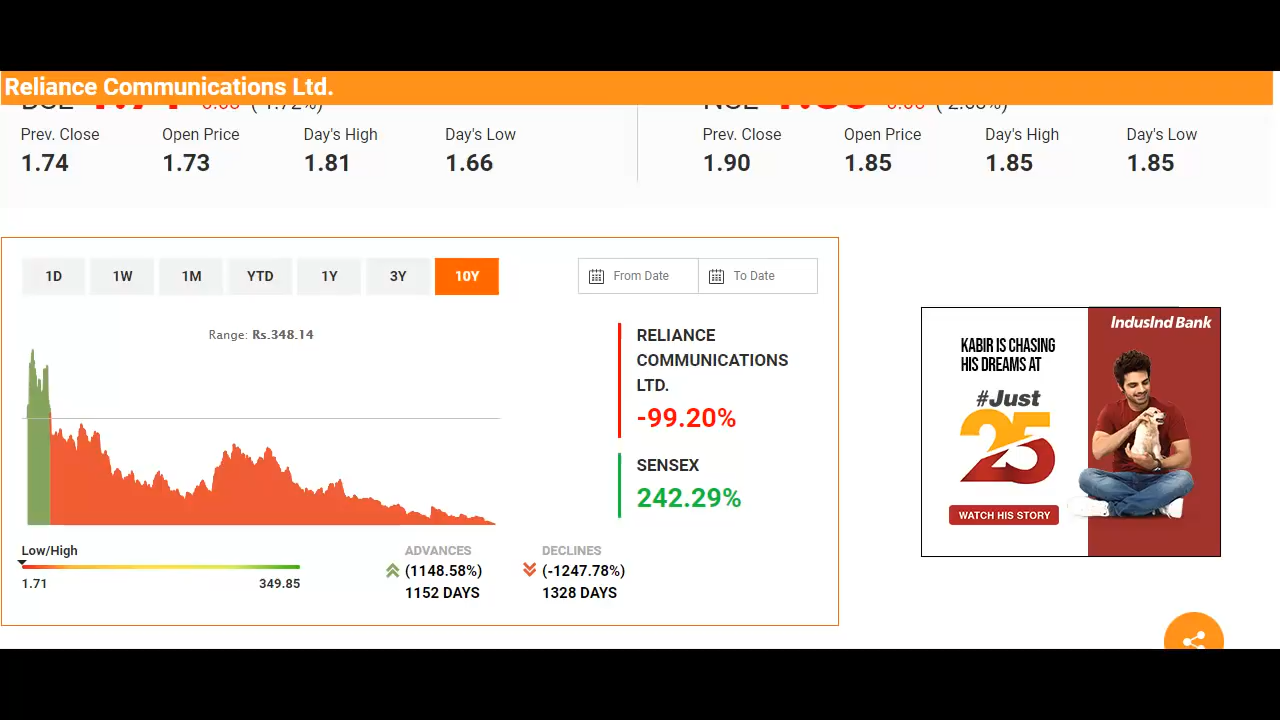 Reliance Communications Ltd.
Prev. Close Open Price Day's High Day's Low
1.74 1.73 1.81 1.66
Prev. Close Open Price Day's High Day's Low
1.90 1.85 1.85 1.85
1D 1W 1M YTD 1Y 3Y 10Y
From Date To Date
Range: Rs.348.14
RELIANCE
COMMUNICATIONS
LTD.
-99.20%
SENSEX
242.29%
Low/High
1.71 349.85
ADVANCES
(1148.58%)
1152 DAYS
DECLINES
(-1247.78%)
1328 DAYS
IndusInd Bank
KABIR IS CHASING
HIS DREAMS AT
#Just
25
WATCH HIS STORY